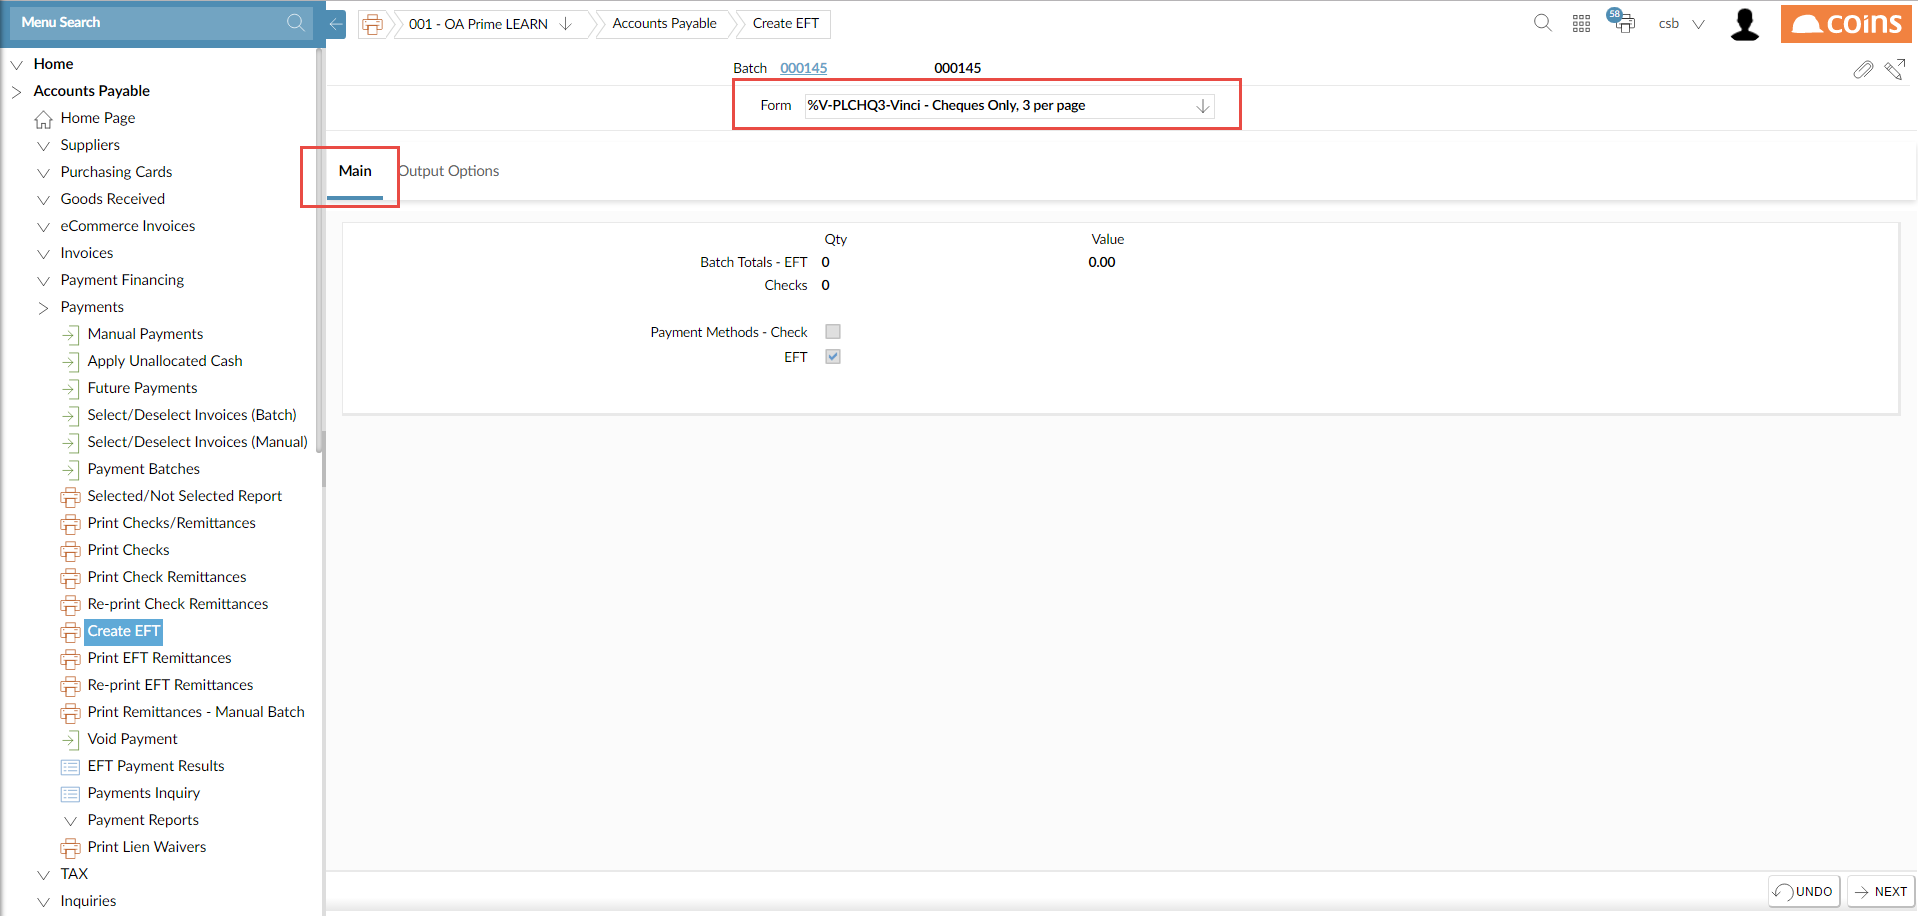 Menu Search
001 - OA Prime LEARN
Accounts Payable
Create EFT
58
csb
coins
Home
Accounts Payable
Home Page
Suppliers
Purchasing Cards
Goods Received
eCommerce Invoices
Invoices
Payment Financing
Payments
Manual Payments
Apply Unallocated Cash
Future Payments
Select/Deselect Invoices (Batch)
Select/Deselect Invoices (Manual)
Payment Batches
Selected/Not Selected Report
Print Checks/Remittances
Print Checks
Print Check Remittances
Re-print Check Remittances
Create EFT
Print EFT Remittances
Re-print EFT Remittances
Print Remittances - Manual Batch
Void Payment
EFT Payment Results
Payments Inquiry
Payment Reports
Print Lien Waivers
TAX
Inquiries
Batch 000145 000145
Form %V-PLCHQ3-Vinci - Cheques Only, 3 per page
Main Output Options
Qty Value
Batch Totals - EFT 0 0.00
Checks 0
Payment Methods - Check
EFT
UNDO NEXT